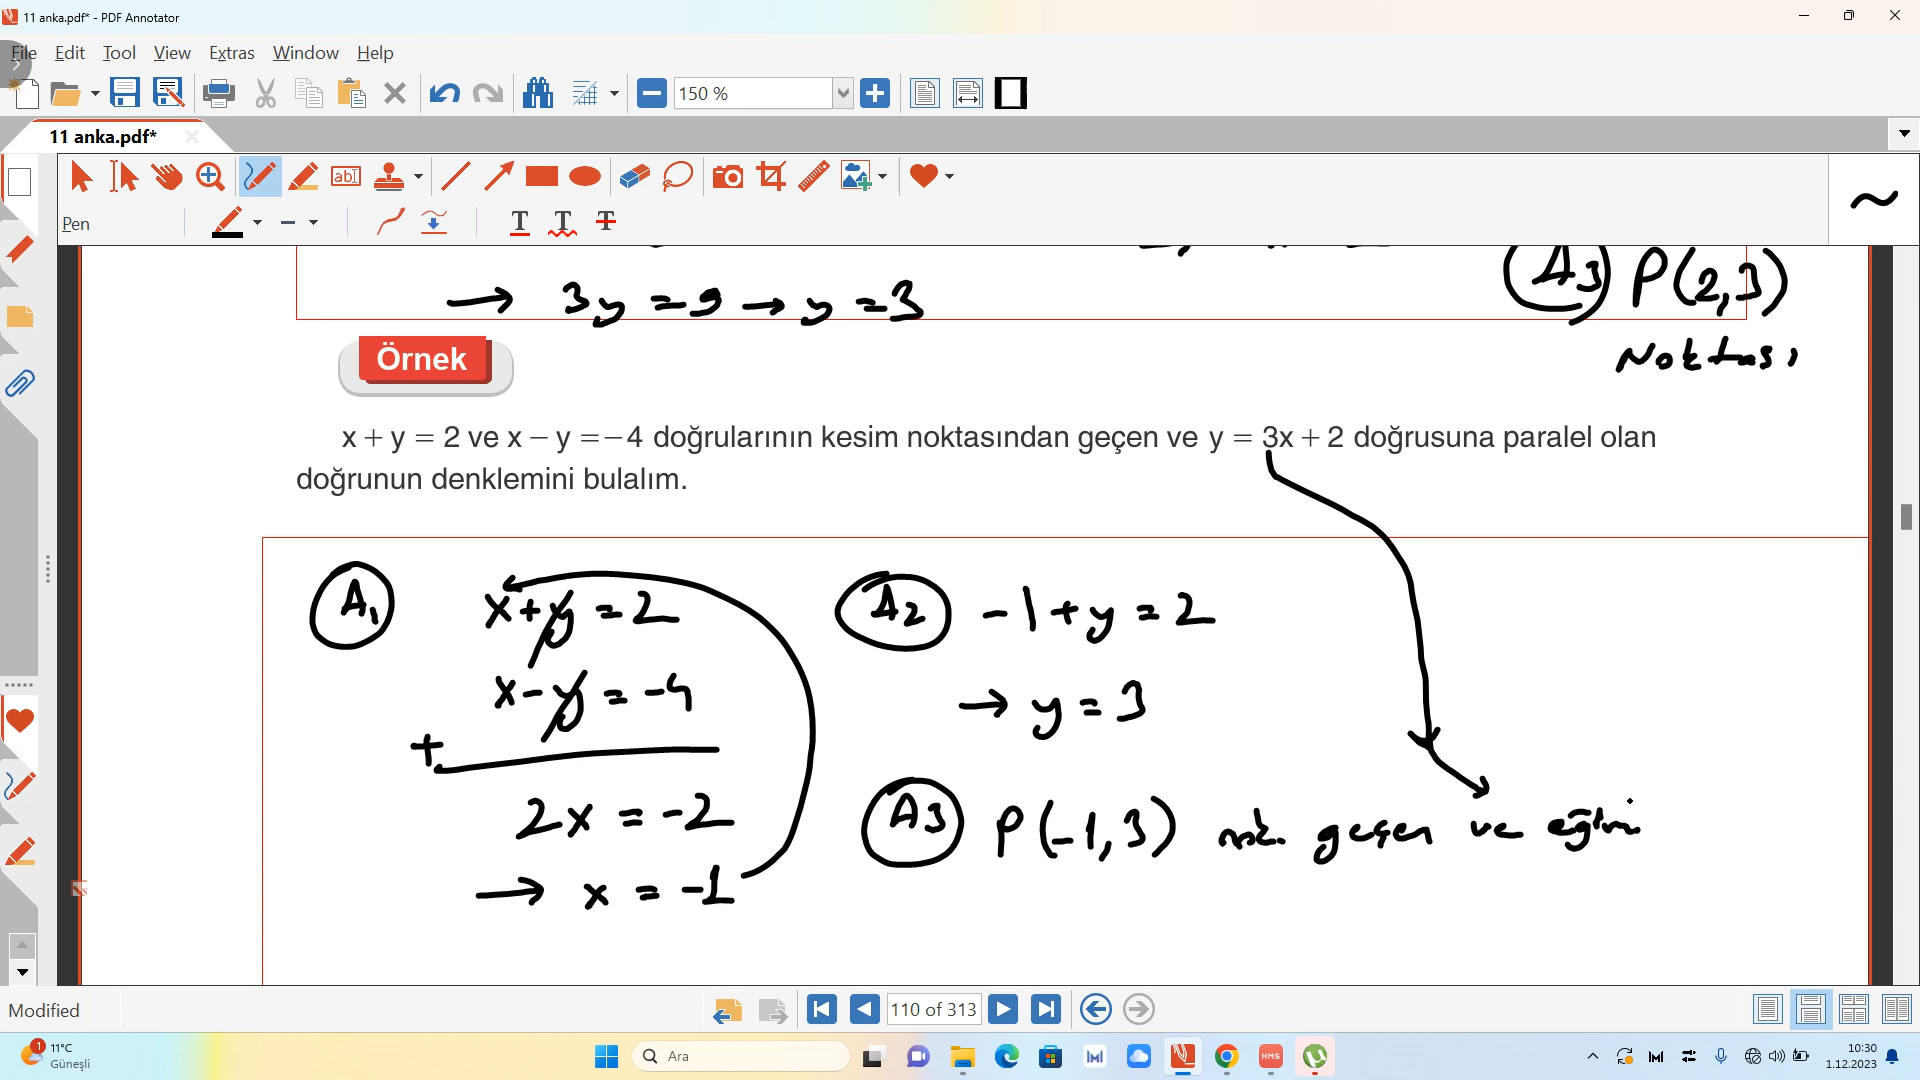 11 anka.pdf* - PDF Annotator
File Edit Tool View Extras Window Help
150 %
11 anka.pdf*
Pen
→ 3y = 9 → y = 3
A3 P(2,3)
Noktası
Örnek
x + y = 2 ve x − y = − 4 doğrularının kesim noktasından geçen ve y = 3x + 2 doğrusuna paralel olan
doğrunun denklemini bulalım.
A1 x+y = 2
x-y = -4
+
2x = -2
→ x = -1
A2 -1+y = 2
→ y = 3
A3 P(-1,3) nok. geçen ve eğim
Modified
110 of 313
1
11°C
Güneşli
Ara
HMS
10:30
1.12.2023